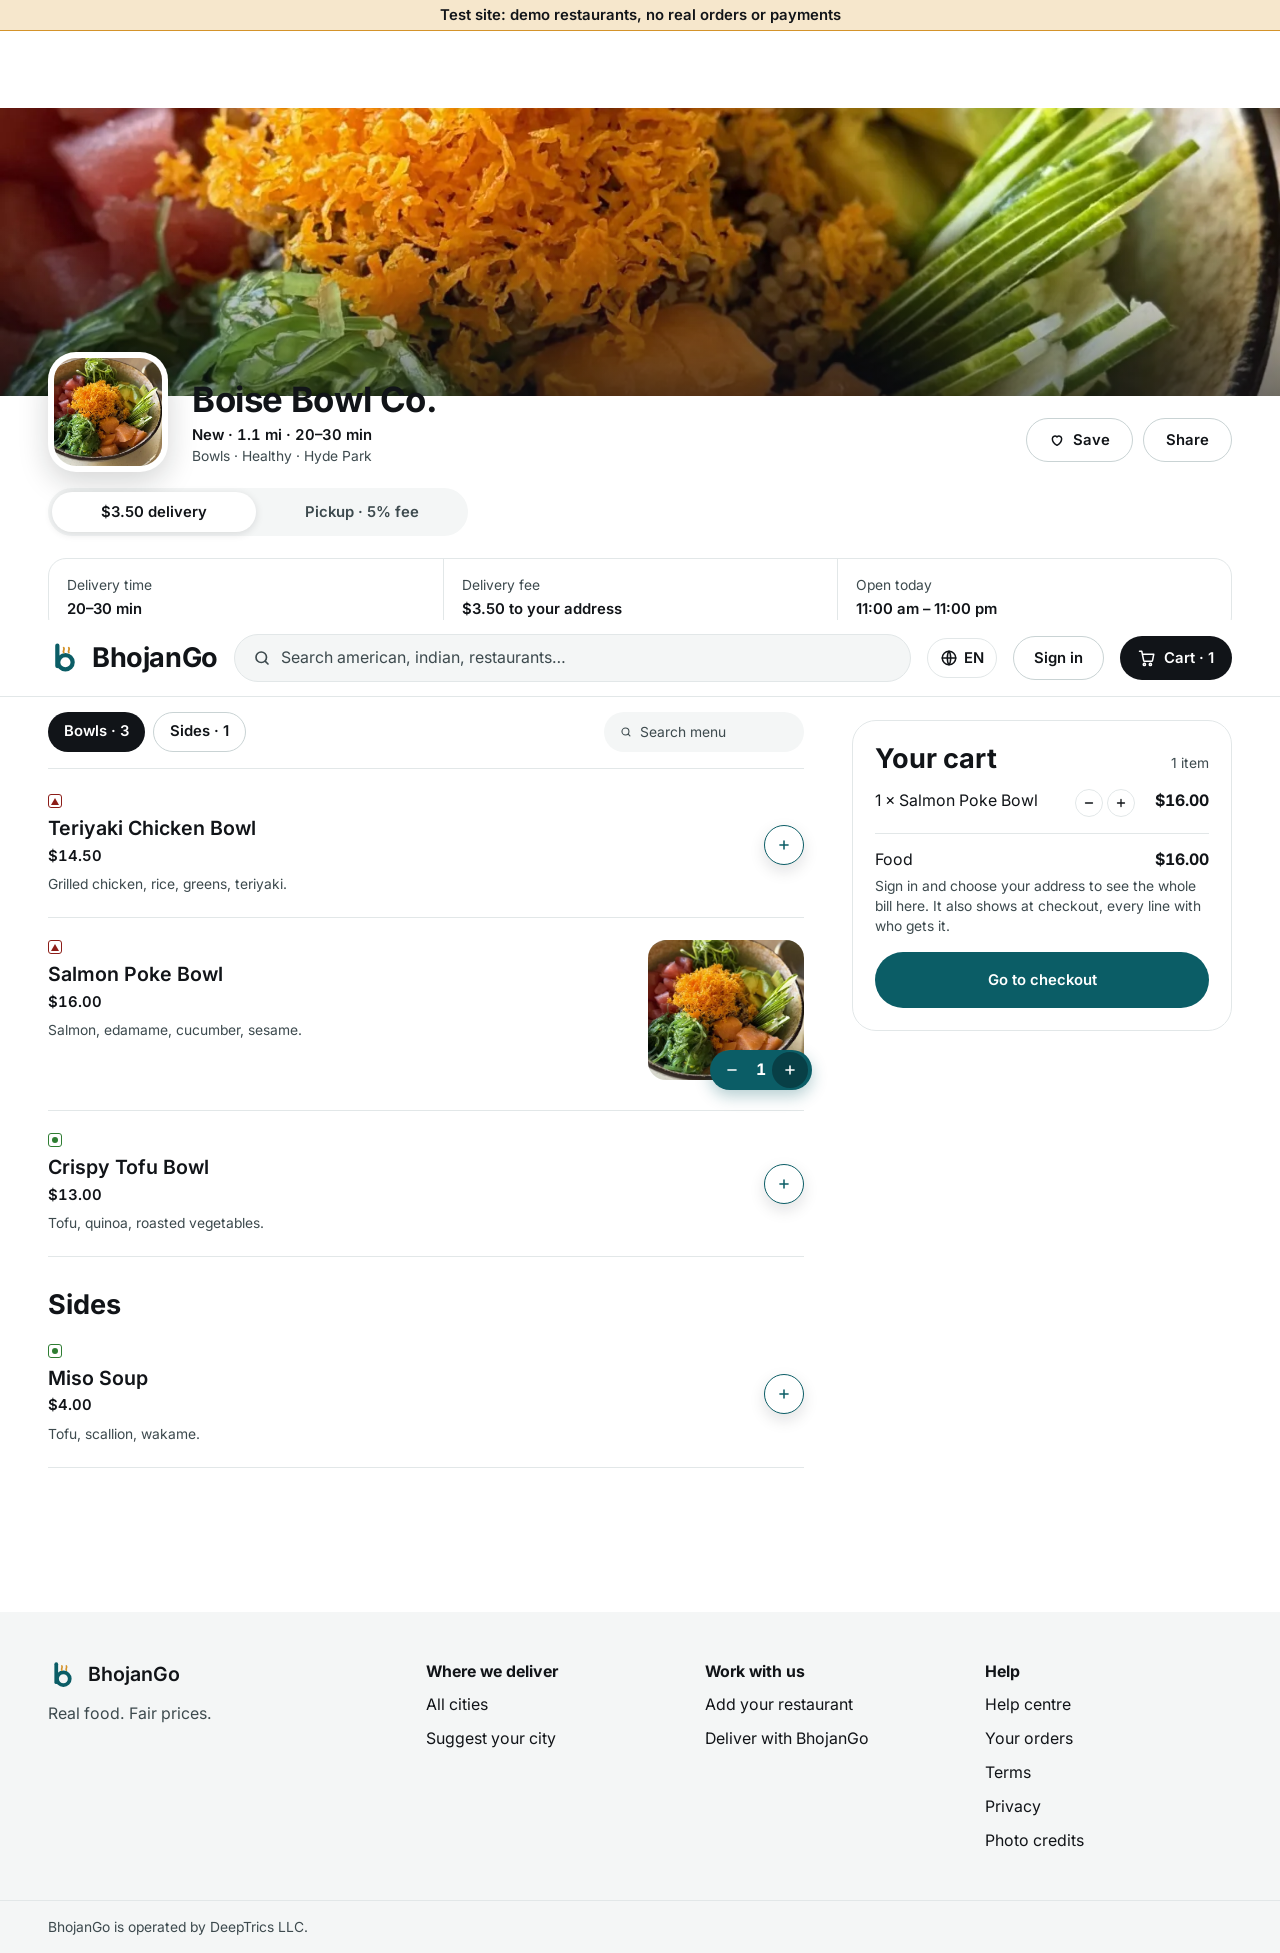 Test site: demo restaurants, no real orders or payments
Boise Bowl Co.
New · 1.1 mi · 20–30 min
Bowls · Healthy · Hyde Park
Save
Share
$3.50 delivery
Pickup · 5% fee
Delivery time
20–30 min
Delivery fee
$3.50 to your address
Open today
11:00 am – 11:00 pm
BhojanGo
Search american, indian, restaurants…
EN
Sign in
Cart · 1
Bowls · 3
Sides · 1
Search menu
Teriyaki Chicken Bowl
$14.50
Grilled chicken, rice, greens, teriyaki.
Salmon Poke Bowl
$16.00
Salmon, edamame, cucumber, sesame.
− 1 +
Crispy Tofu Bowl
$13.00
Tofu, quinoa, roasted vegetables.
Sides
Miso Soup
$4.00
Tofu, scallion, wakame.
Your cart
1 item
1 × Salmon Poke Bowl
− +
$16.00
Food
$16.00
Sign in and choose your address to see the whole
bill here. It also shows at checkout, every line with
who gets it.
Go to checkout
BhojanGo
Real food. Fair prices.
Where we deliver
All cities
Suggest your city
Work with us
Add your restaurant
Deliver with BhojanGo
Help
Help centre
Your orders
Terms
Privacy
Photo credits
BhojanGo is operated by DeepTrics LLC.